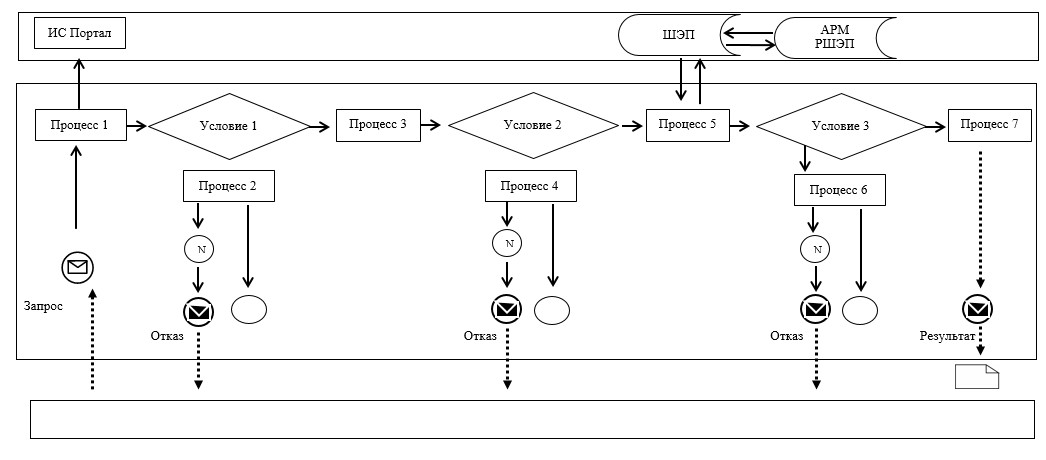 ИС Портал
ШЭП
АРМ
РШЭП
Процесс 1
Условие 1
Процесс 3
Условие 2
Процесс 5
Условие 3
Процесс 7
Процесс 2
Процесс 4
Процесс 6
N
N
N
Запрос
Отказ
Отказ
Отказ
Результат